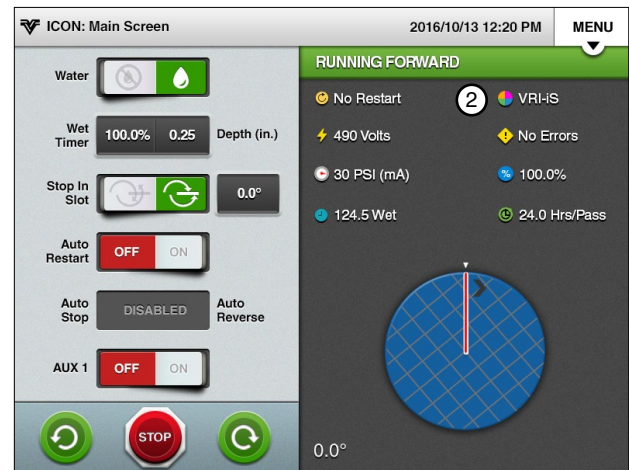 ICON: Main Screen
2016/10/13 12:20 PM
MENU
Water
Wet
Timer
100.0%
0.25
Depth (in.)
Stop In
Slot
0.0°
Auto
Restart
OFF
ON
Auto
Stop
DISABLED
Auto
Reverse
AUX 1
OFF
ON
STOP
RUNNING FORWARD
No Restart
2
VRI-iS
490 Volts
No Errors
30 PSI (mA)
%
100.0%
124.5 Wet
24.0 Hrs/Pass
0.0°